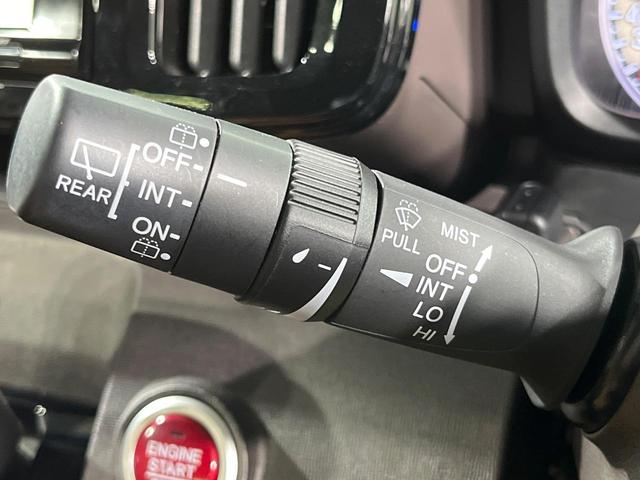 REAR
OFF
INT
ON
PULL
MIST
OFF
INT
LO
HI
ENGINE
START